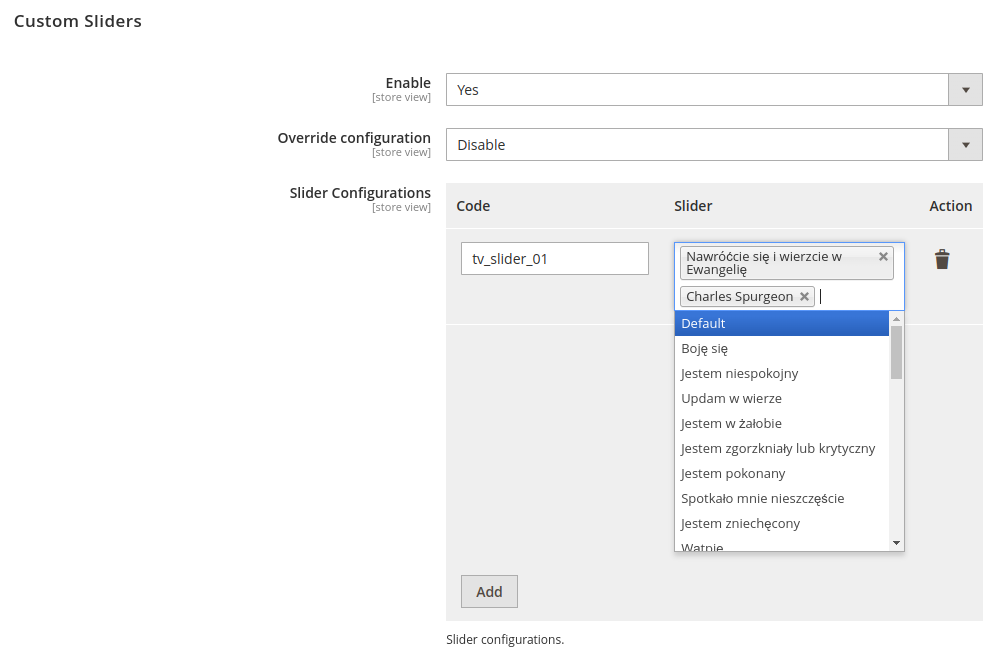 Custom Sliders
Enable
[store view]
Yes
Override configuration
[store view]
Disable
Slider Configurations
[store view]
Code Slider Action
tv_slider_01
Nawróćcie się i wierzcie w
Ewangelię
Charles Spurgeon
Default
Boję się
Jestem niespokojny
Updam w wierze
Jestem w żałobie
Jestem zgorzkniały lub krytyczny
Jestem pokonany
Spotkało mnie nieszczęście
Jestem zniechęcony
Wątpię
Add
Slider configurations.